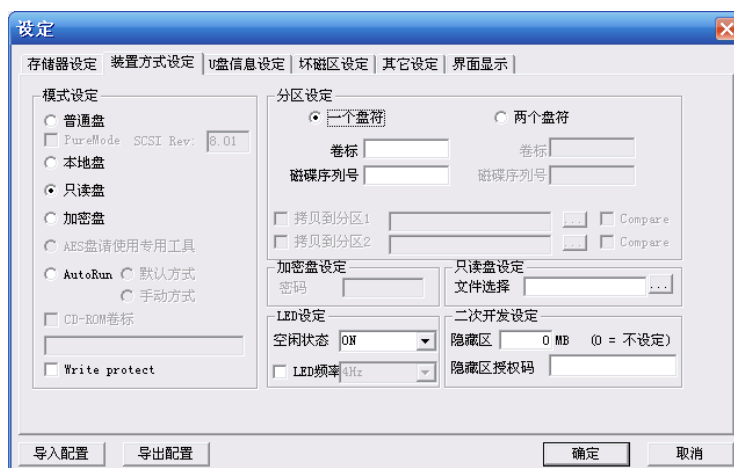 设定
存储器设定 装置方式设定 U盘信息设定 坏磁区设定 其它设定 界面显示
模式设定
普通盘
PureMode SCSI Rev: 8.01
本地盘
只读盘
加密盘
AES盘请使用专用工具
AutoRun 默认方式
手动方式
CD-ROM卷标
Write protect
分区设定
一个盘符 两个盘符
卷标 卷标
磁碟序列号 磁碟序列号
拷贝到分区1 ... Compare
拷贝到分区2 ... Compare
加密盘设定
密码
只读盘设定
文件选择 ...
LED设定
空闲状态 ON
LED频率 4Hz
二次开发设定
隐藏区 0 MB (0 = 不设定)
隐藏区授权码
导入配置 导出配置 确定 取消